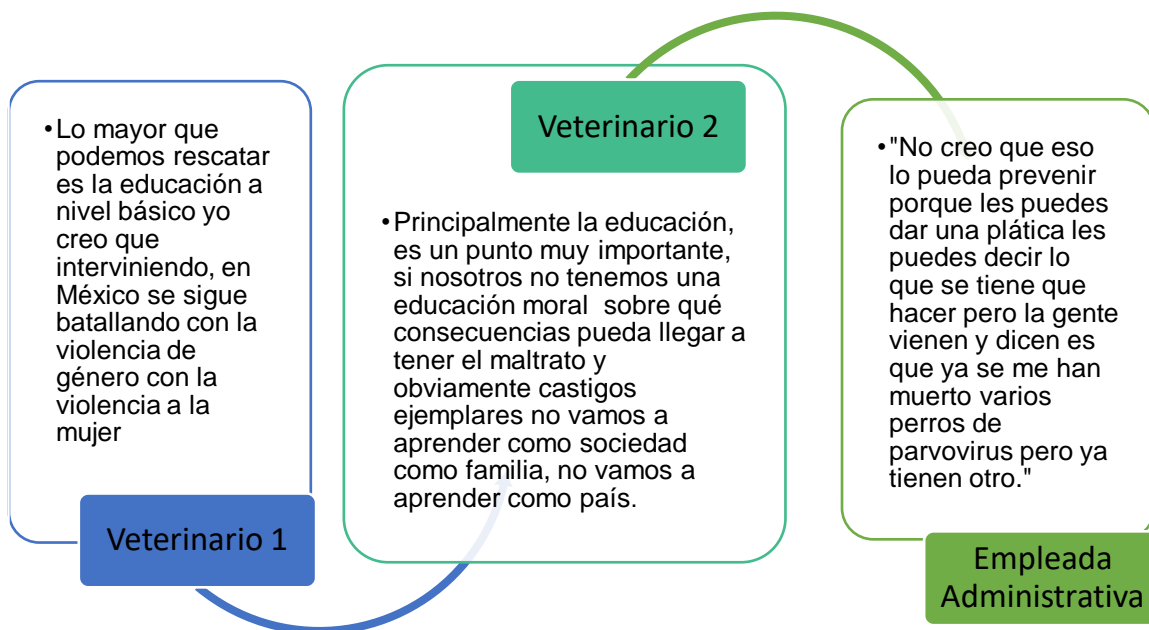 •Lo mayor que
podemos rescatar
es la educación a
nivel básico yo
creo que
interviniendo, en
México se sigue
batallando con la
violencia de
género con la
violencia a la
mujer
Veterinario 1
Veterinario 2
•Principalmente la educación,
es un punto muy importante,
si nosotros no tenemos una
educación moral sobre qué
consecuencias pueda llegar a
tener el maltrato y
obviamente castigos
ejemplares no vamos a
aprender como sociedad
como familia, no vamos a
aprender como país.
•"No creo que eso
lo pueda prevenir
porque les puedes
dar una plática les
puedes decir lo
que se tiene que
hacer pero la gente
vienen y dicen es
que ya se me han
muerto varios
perros de
parvovirus pero ya
tienen otro."
Empleada
Administrativa